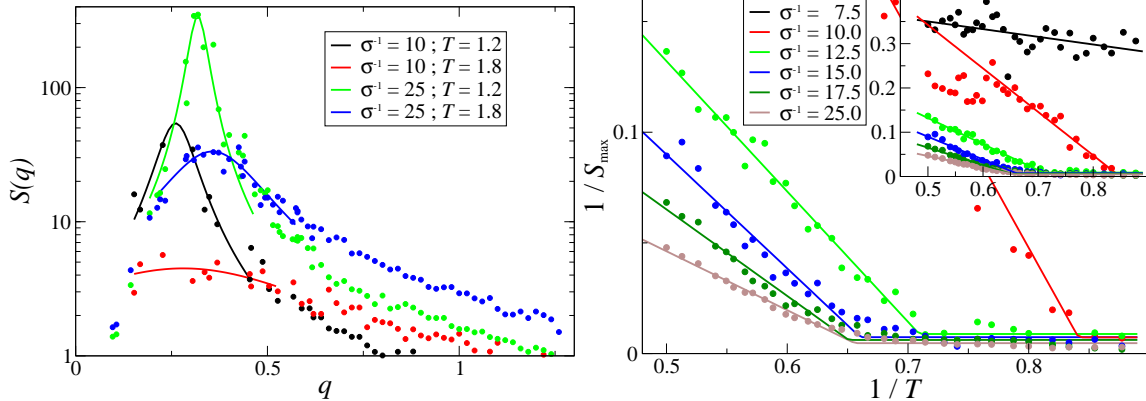 S(q)
100
10
1
σ⁻¹ = 10 ; T = 1.2
σ⁻¹ = 10 ; T = 1.8
σ⁻¹ = 25 ; T = 1.2
σ⁻¹ = 25 ; T = 1.8
0 0.25 0.5 1 1.25
q
1 / S_max
0.1
0
σ⁻¹ = 7.5
σ⁻¹ = 10.0
σ⁻¹ = 12.5
σ⁻¹ = 15.0
σ⁻¹ = 17.5
σ⁻¹ = 25.0
0.3
0.1
0
0.5 0.6 0.7 0.8
0.5 0.6 0.7 0.8
1 / T